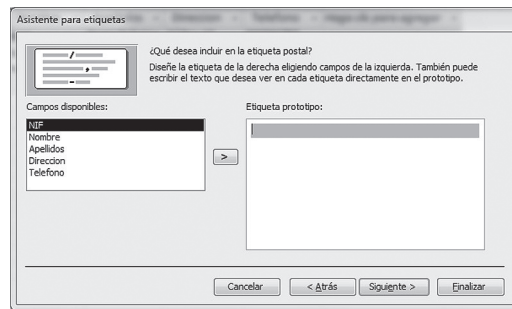 Asistente para etiquetas
¿Qué desea incluir en la etiqueta postal?
Diseñe la etiqueta de la derecha eligiendo campos de la izquierda. También puede
escribir el texto que desea ver en cada etiqueta directamente en el prototipo.
Campos disponibles:
Etiqueta prototipo:
NIF
Nombre
Apellidos
Direccion
Telefono
>
Cancelar
< Atrás
Siguiente >
Finalizar